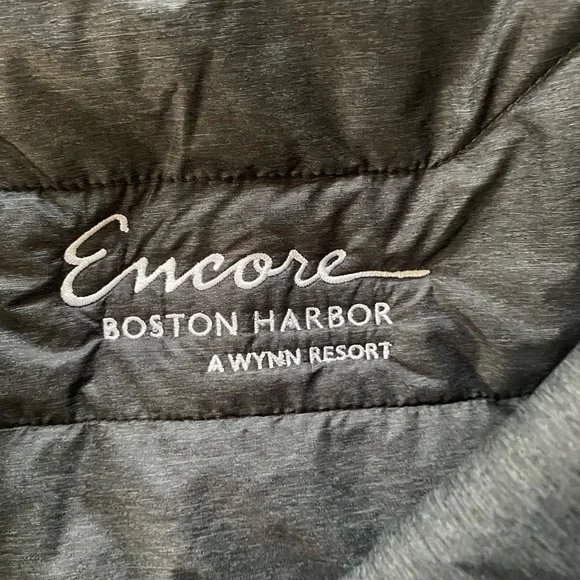 Encore
BOSTON HARBOR
A WYNN RESORT